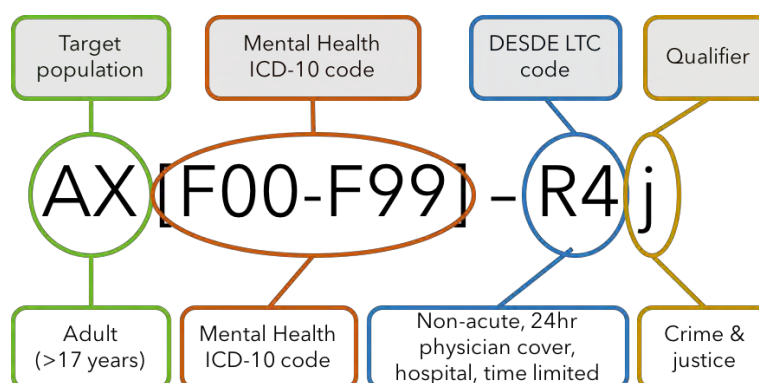 Target
population
Mental Health
ICD-10 code
DESDE LTC
code
Qualifier
AX [F00-F99] – R4 j
Adult
(>17 years)
Mental Health
ICD-10 code
Non-acute, 24hr
physician cover,
hospital, time limited
Crime &
justice